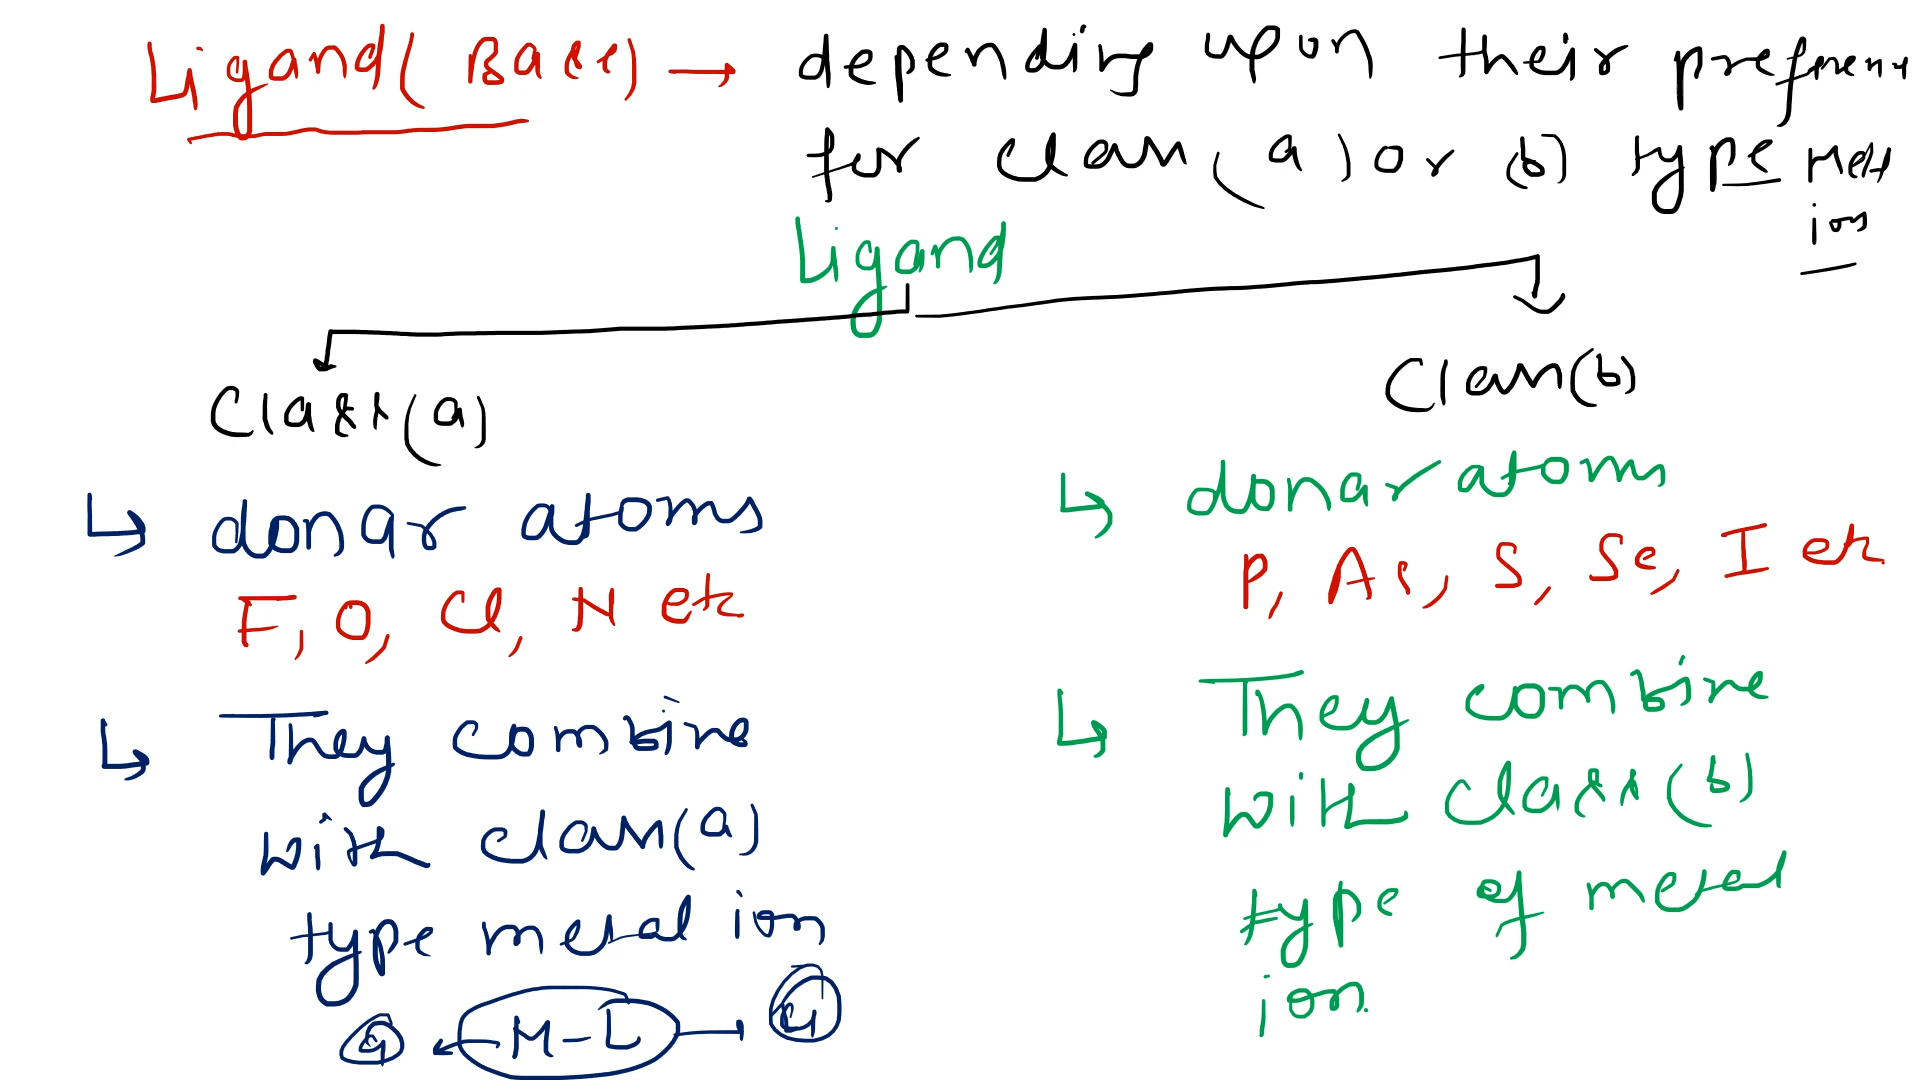 Ligand (Base) → depending upon their preference
for class (a) or (b) type Metal
ion
Ligand
Class (a)
Class (b)
↳ donar atoms
F, O, Cl, N etc
↳ They combine
with class (a)
type metal ion
a ← M-L →
↳ donar atoms
P, As, S, Se, I etc
↳ They combine
with class (b)
type of metal
ion.